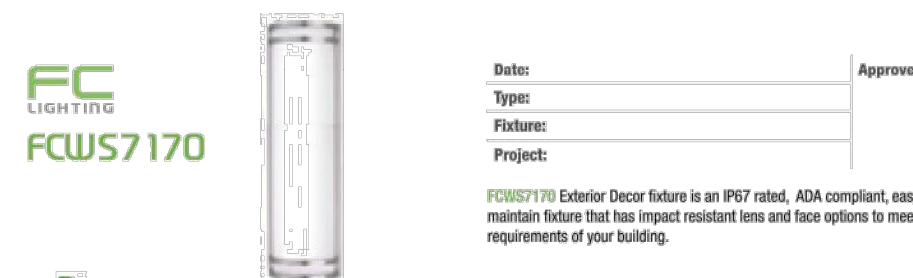 FC
LIGHTING
FCWS7170
Date:
Approve
Type:
Fixture:
Project:
FCWS7170 Exterior Decor fixture is an IP67 rated, ADA compliant, eas
maintain fixture that has impact resistant lens and face options to mee
requirements of your building.